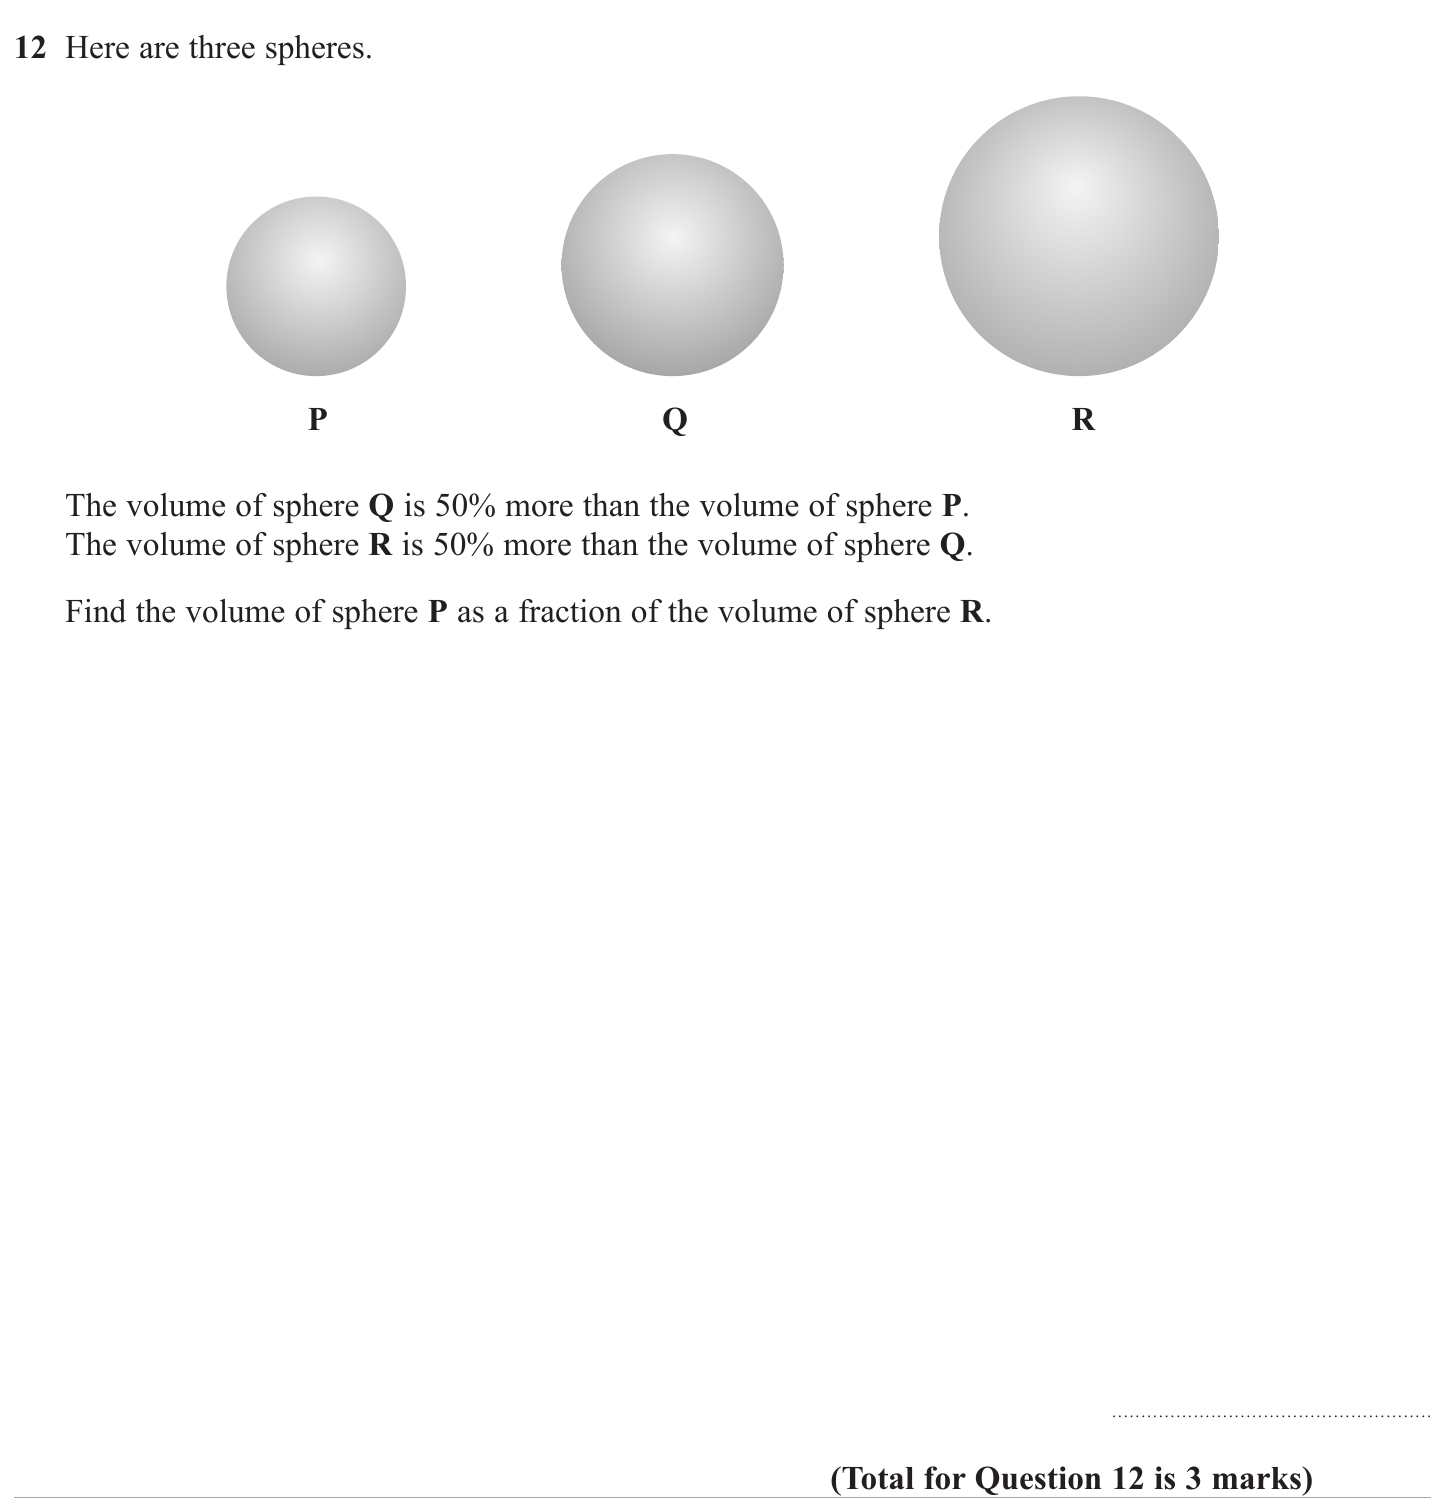 12 Here are three spheres.
P Q R
The volume of sphere Q is 50% more than the volume of sphere P.
The volume of sphere R is 50% more than the volume of sphere Q.
Find the volume of sphere P as a fraction of the volume of sphere R.
(Total for Question 12 is 3 marks)